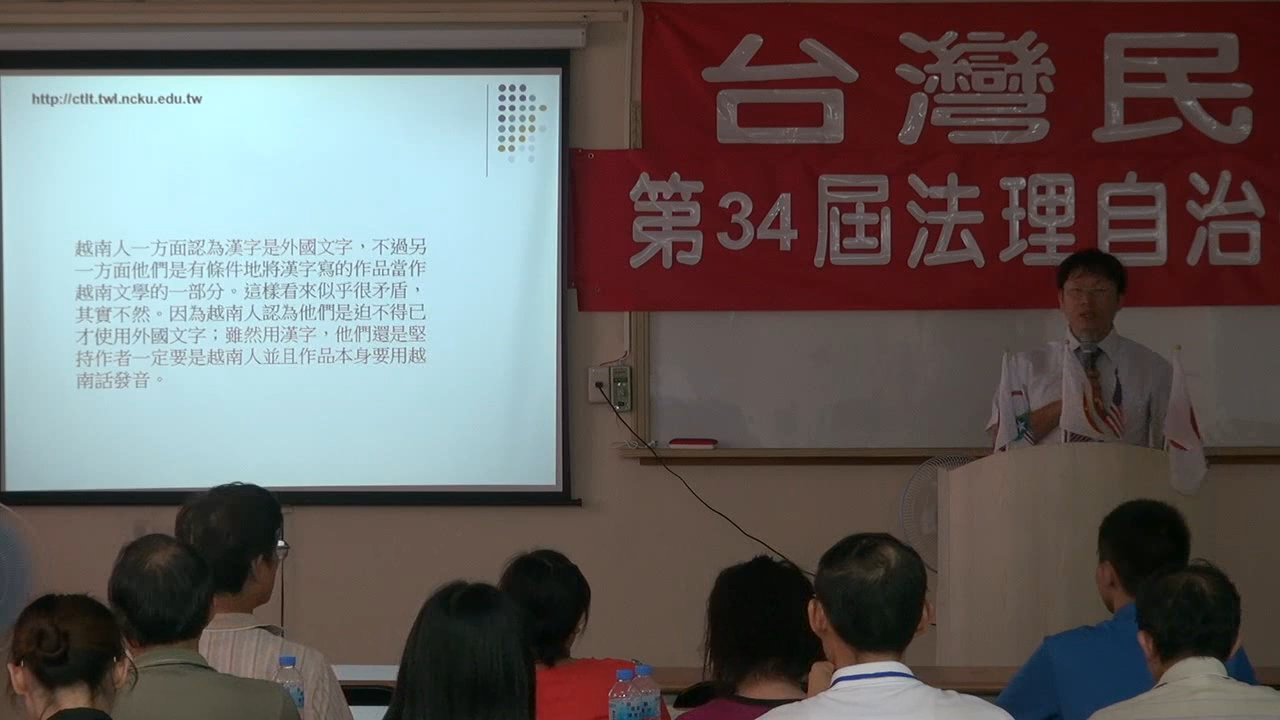 http://ctlt.twl.ncku.edu.tw
越南人一方面認為漢字是外國文字，不過另
一方面他們是有條件地將漢字寫的作品當作
越南文學的一部分。這樣看來似乎很矛盾，
其實不然。因為越南人認為他們是迫不得已
才使用外國文字；雖然用漢字，他們還是堅
持作者一定要是越南人並且作品本身要用越
南話發音。
台灣民
第34屆法理自治